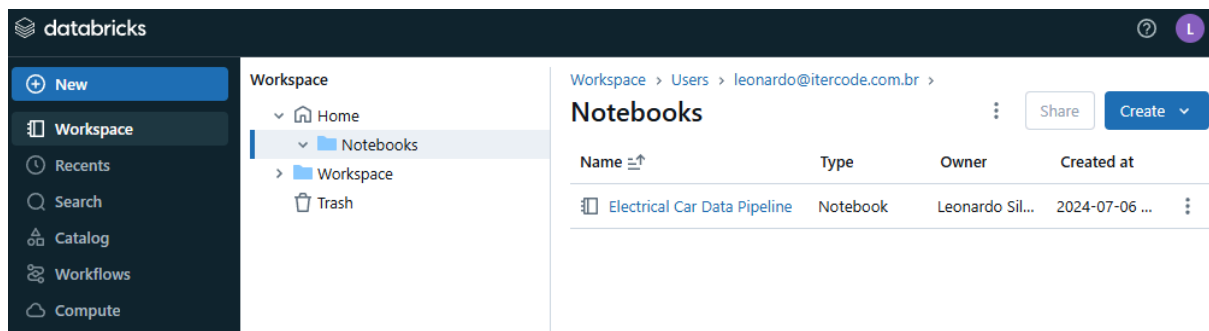 databricks
L
New
Workspace
Recents
Search
Catalog
Workflows
Compute
Workspace
Home
Notebooks
Workspace
Trash
Workspace > Users > leonardo@itercode.com.br >
Notebooks
Share
Create
Name Type Owner Created at
Electrical Car Data Pipeline Notebook Leonardo Sil... 2024-07-06 ...